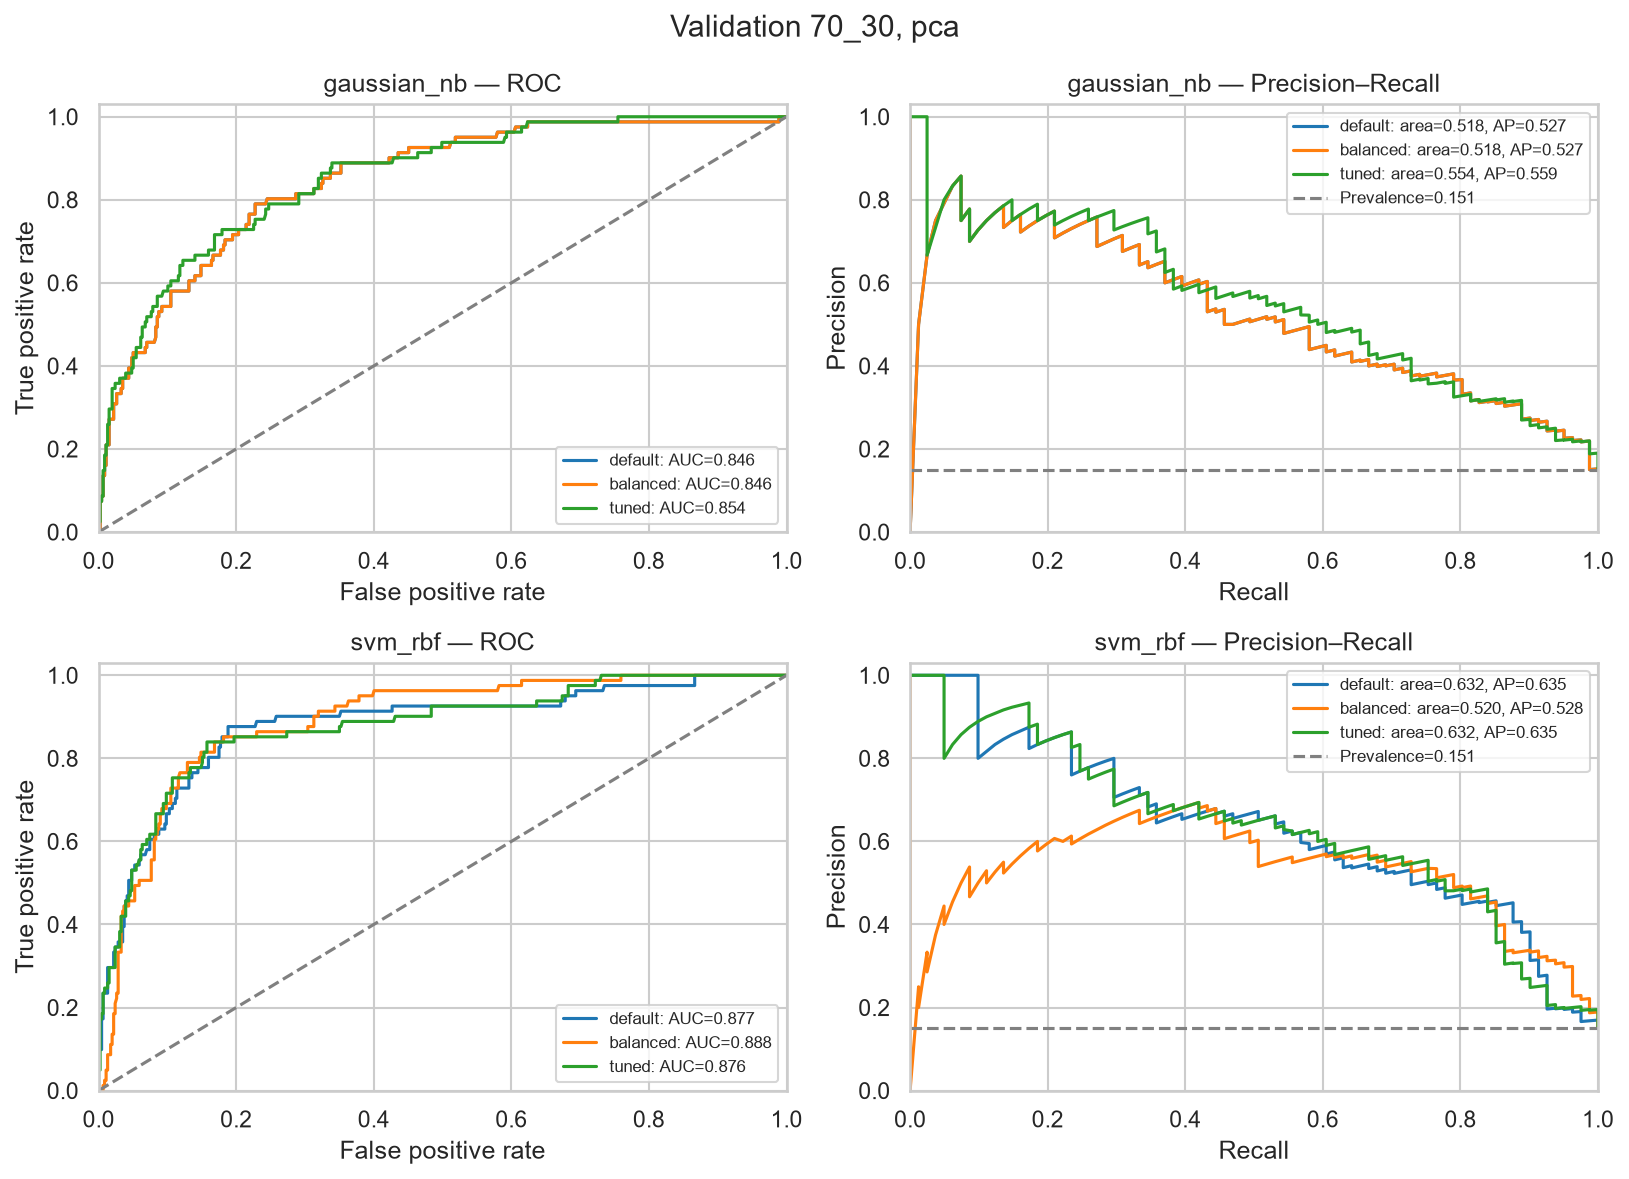 Validation 70_30, pca
gaussian_nb — ROC
True positive rate
1.0
0.8
0.6
0.4
0.2
0.0
0.0 0.2 0.4 0.6 0.8 1.0
False positive rate
default: AUC=0.846
balanced: AUC=0.846
tuned: AUC=0.854
gaussian_nb — Precision–Recall
Precision
1.0
0.8
0.6
0.4
0.2
0.0
0.0 0.2 0.4 0.6 0.8 1.0
Recall
default: area=0.518, AP=0.527
balanced: area=0.518, AP=0.527
tuned: area=0.554, AP=0.559
Prevalence=0.151
svm_rbf — ROC
True positive rate
1.0
0.8
0.6
0.4
0.2
0.0
0.0 0.2 0.4 0.6 0.8 1.0
False positive rate
default: AUC=0.877
balanced: AUC=0.888
tuned: AUC=0.876
svm_rbf — Precision–Recall
Precision
1.0
0.8
0.6
0.4
0.2
0.0
0.0 0.2 0.4 0.6 0.8 1.0
Recall
default: area=0.632, AP=0.635
balanced: area=0.520, AP=0.528
tuned: area=0.632, AP=0.635
Prevalence=0.151